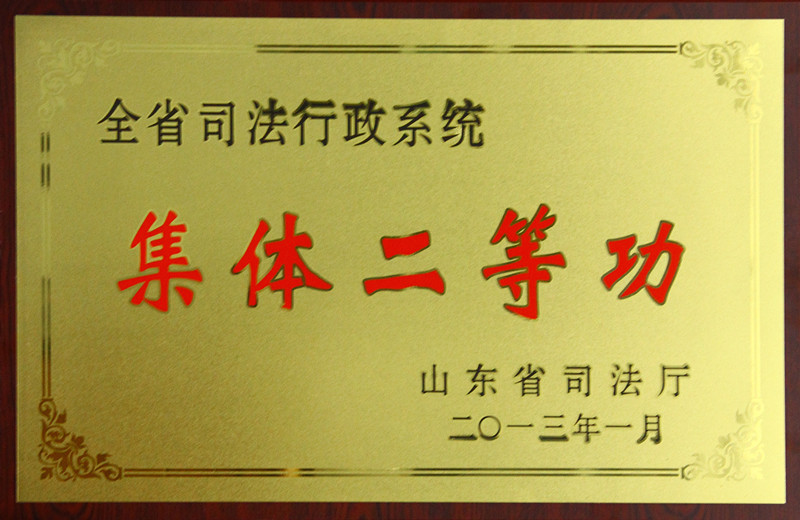 全省司法行政系统
集体二等功
山东省司法厅
二〇一三年一月